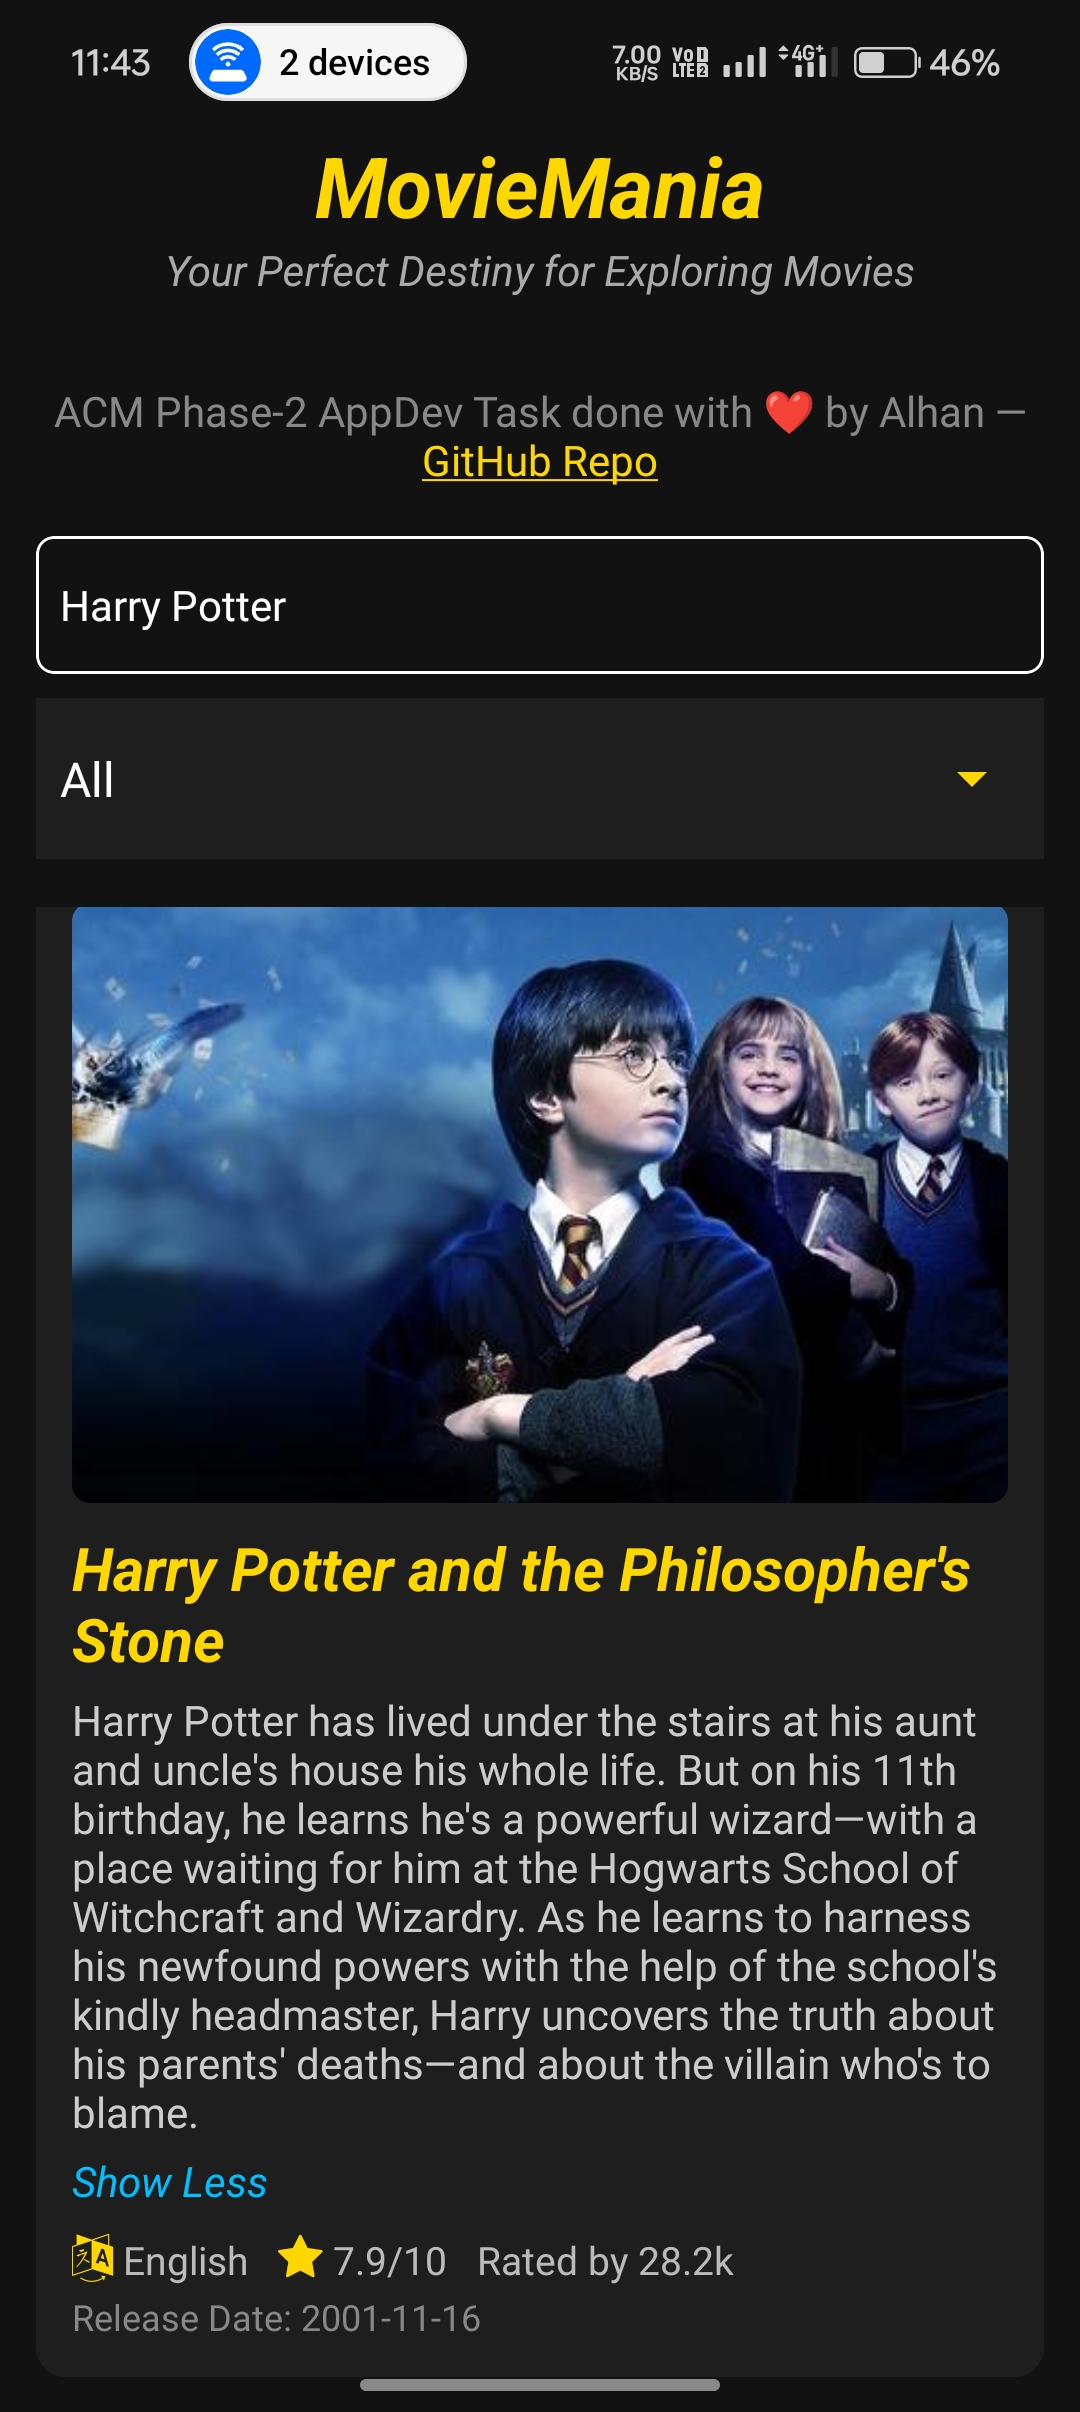 11:43
2 devices
7.00
KB/S
Vo 1
LTE 2
4G+
46%
MovieMania
Your Perfect Destiny for Exploring Movies
ACM Phase-2 AppDev Task done with ❤️ by Alhan —
GitHub Repo
Harry Potter
All
Harry Potter and the Philosopher's
Stone
Harry Potter has lived under the stairs at his aunt
and uncle's house his whole life. But on his 11th
birthday, he learns he's a powerful wizard—with a
place waiting for him at the Hogwarts School of
Witchcraft and Wizardry. As he learns to harness
his newfound powers with the help of the school's
kindly headmaster, Harry uncovers the truth about
his parents' deaths—and about the villain who's to
blame.
Show Less
English 7.9/10 Rated by 28.2k
Release Date: 2001-11-16